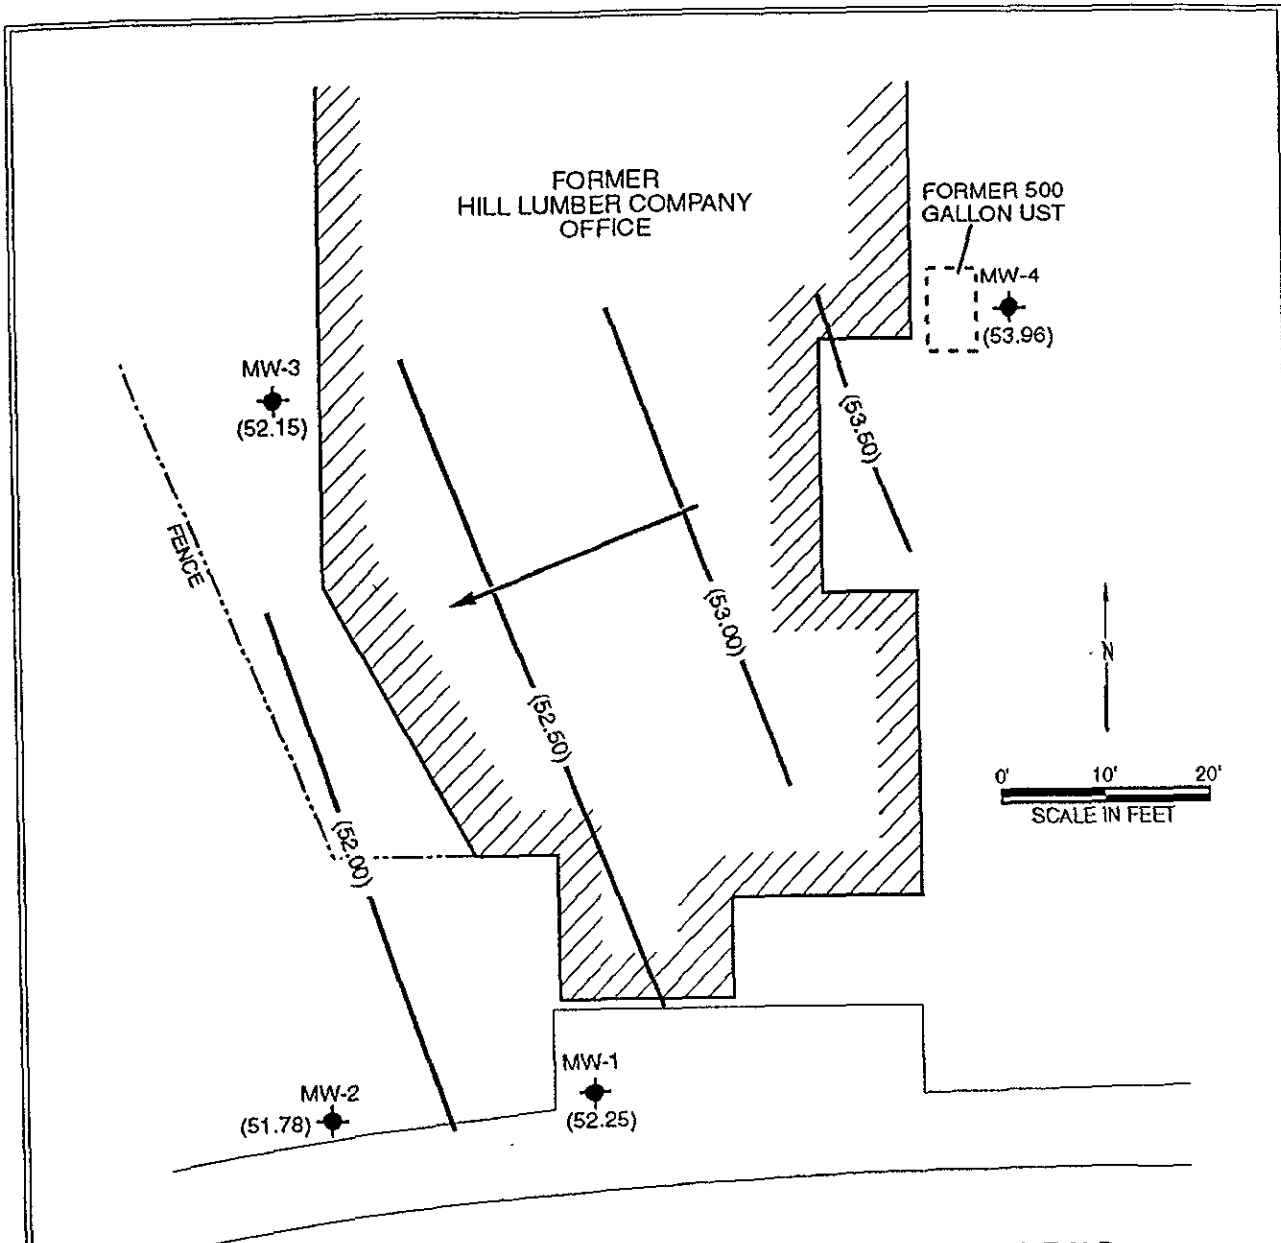 FORMER
HILL LUMBER COMPANY
OFFICE
FORMER 500
GALLON UST
MW-4
(53.96)
MW-3
(52.15)
(53.50)
FENCE
(53.00)
N
(52.50)
0' 10' 20'
SCALE IN FEET
(52.00)
MW-1
(52.25)
MW-2
(51.78)